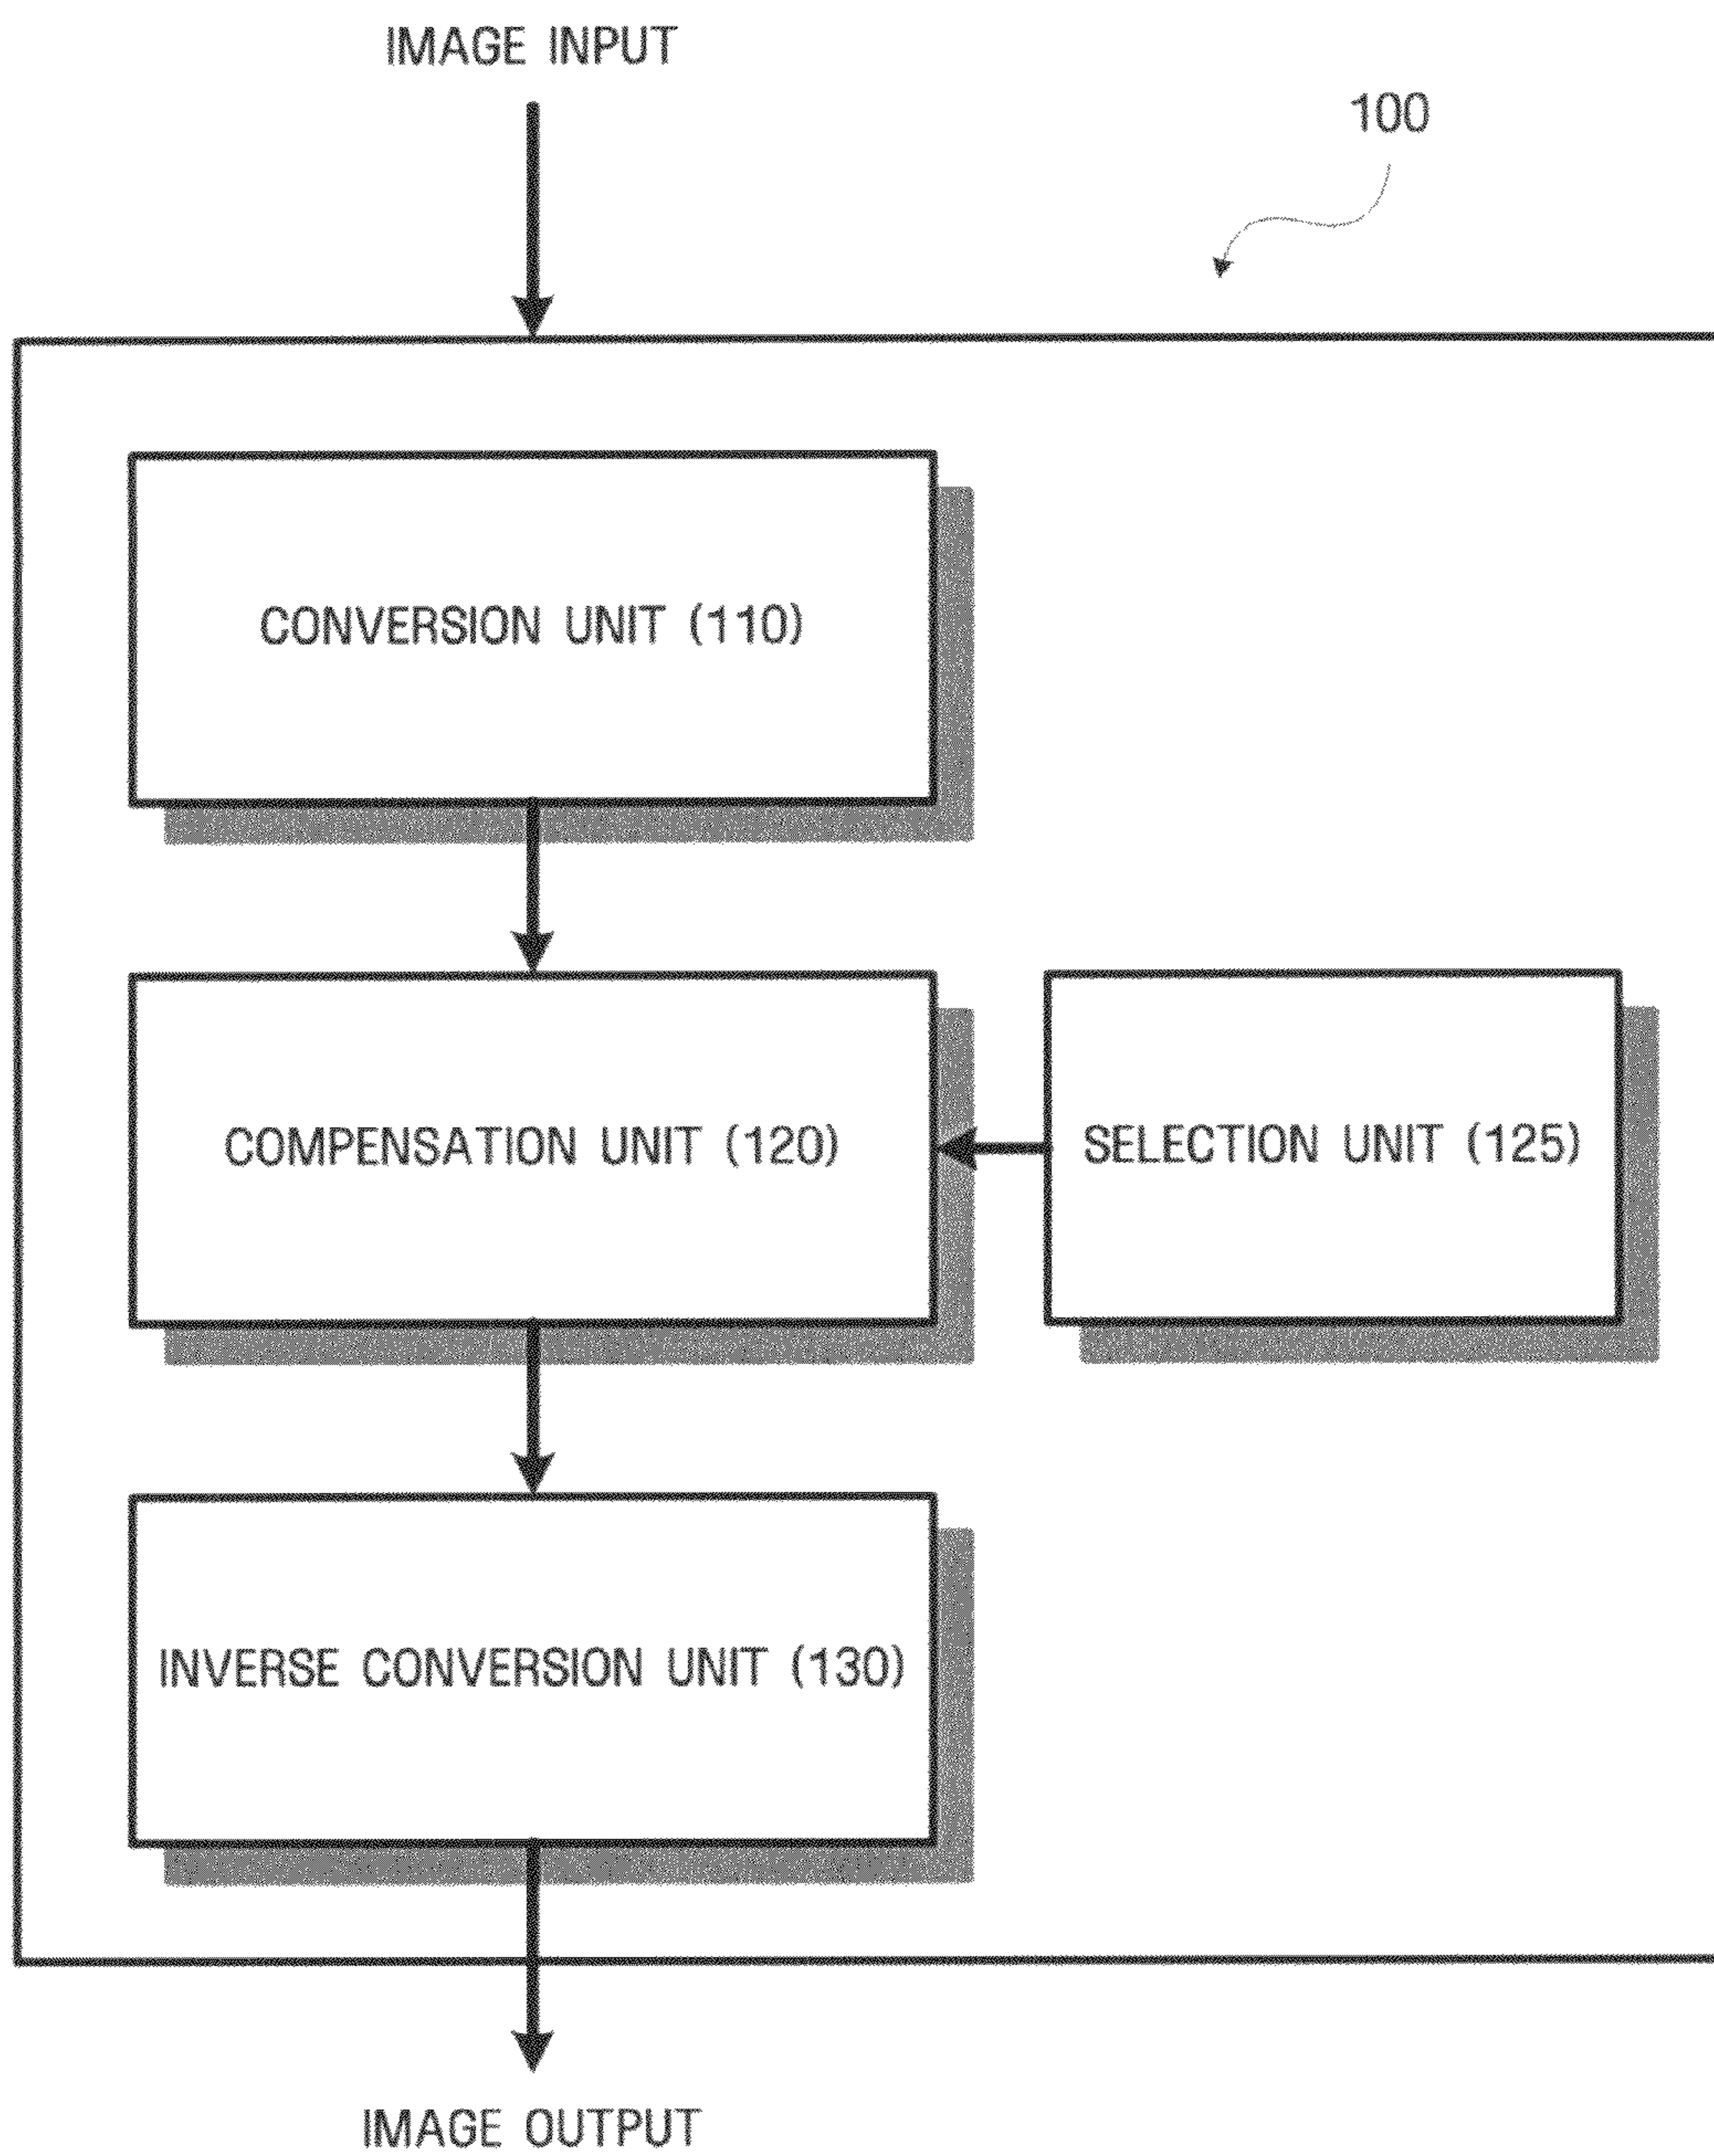 IMAGE INPUT
100
CONVERSION UNIT (110)
COMPENSATION UNIT (120)
SELECTION UNIT (125)
INVERSE CONVERSION UNIT (130)
IMAGE OUTPUT